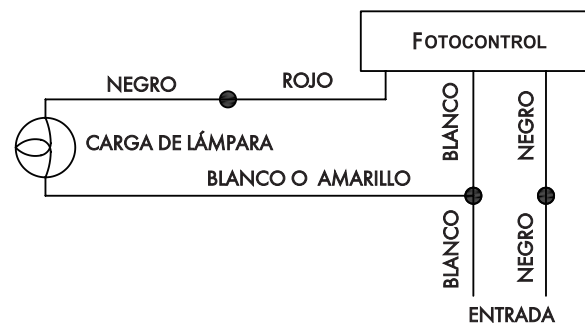 FOTOCONTROL
NEGRO
ROJO
BLANCO
NEGRO
CARGA DE LÁMPARA
BLANCO O AMARILLO
BLANCO
NEGRO
ENTRADA